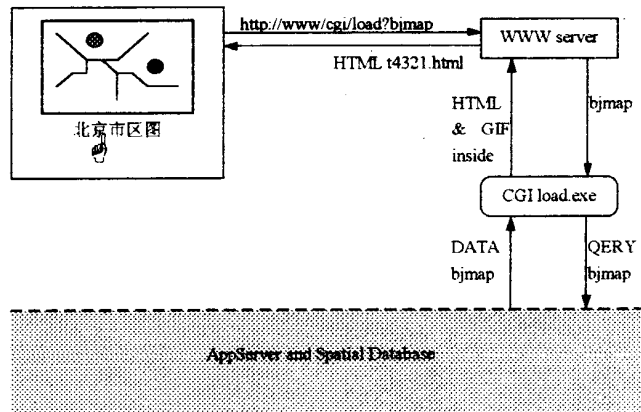 http://www/cgi/load?bjmap
WWW server
HTML t4321.html
北京市区图
HTML
& GIF
inside
bjmap
CGI load.exe
DATA
bjmap
QERY
bjmap
AppServer and Spatial Database